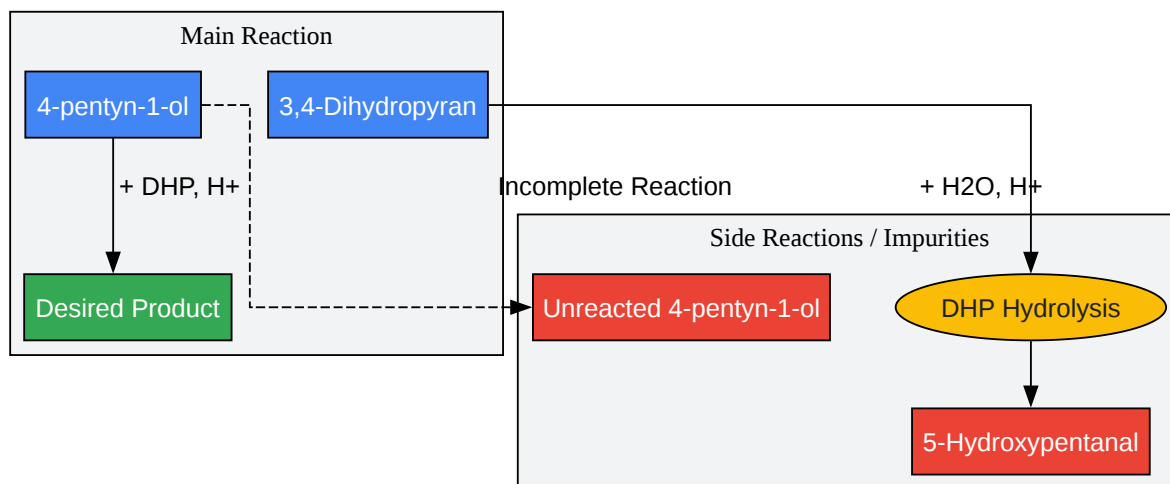 Main Reaction
4-pentyn-1-ol
3,4-Dihydropyran
+ DHP, H+
Incomplete Reaction
+ H2O, H+
Side Reactions / Impurities
Desired Product
Unreacted 4-pentyn-1-ol
DHP Hydrolysis
5-Hydroxypentanal